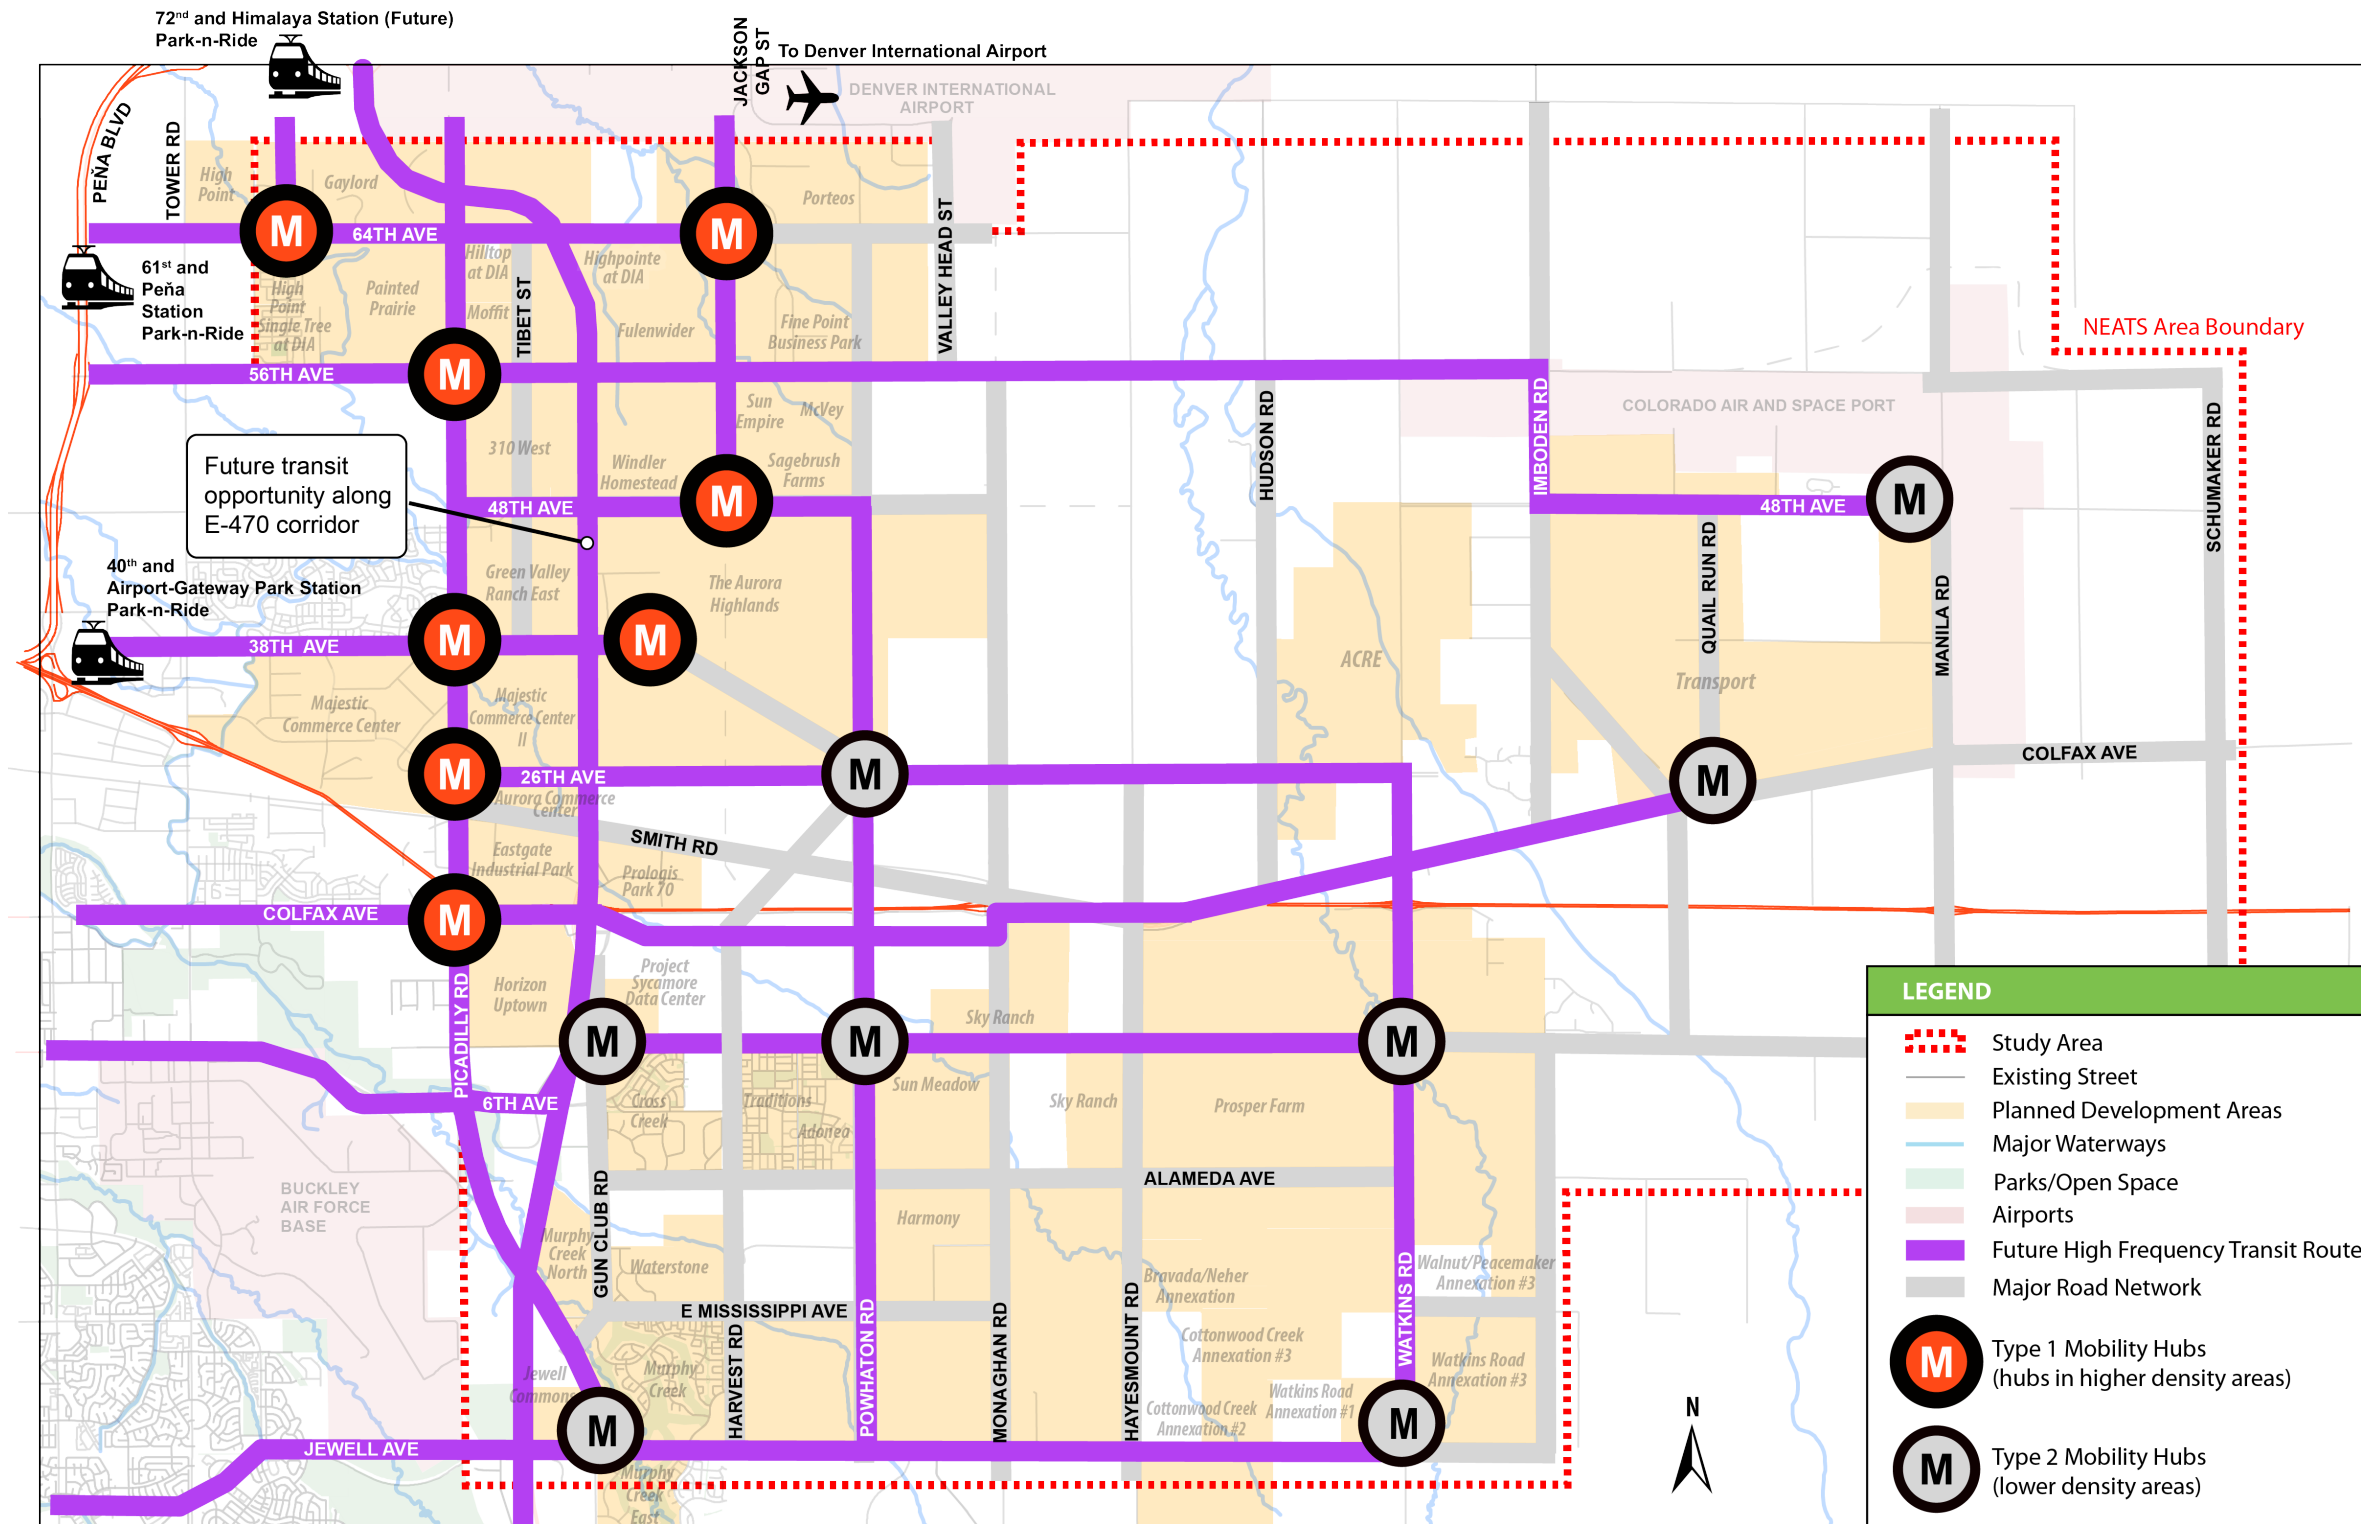 72nd and Himalaya Station (Future)
Park-n-Ride
JACKSON
GAP ST
To Denver International Airport
DENVER INTERNATIONAL
AIRPORT
PEÑA BLVD
TOWER RD
High
Point
Gaylord
Porteos
64TH AVE
VALLEY HEAD ST
M
M
61st and
Peňa
Station
Park-n-Ride
High
Point
Single Tree
at DIA
Painted
Prairie
Hilltop
at DIA
Moffit
TIBET ST
Highpointe
at DIA
Fulenwider
Fine Point
Business Park
NEATS Area Boundary
56TH AVE
M
Sun
Empire
McVey
HUDSON RD
IMBODEN RD
COLORADO AIR AND SPACE PORT
SCHUMAKER RD
310 West
Windler
Homestead
Sagebrush
Farms
Future transit
opportunity along
E-470 corridor
48TH AVE
M
48TH AVE
M
QUAIL RUN RD
MANILA RD
40th and
Airport-Gateway Park Station
Park-n-Ride
Green Valley
Ranch East
The Aurora
Highlands
38TH AVE
M
M
ACRE
Transport
Majestic
Commerce Center
Majestic
Commerce Center
II
COLFAX AVE
M
26TH AVE
M
M
Aurora Commerce
Center
SMITH RD
Eastgate
Industrial Park
Prologis
Park 70
COLFAX AVE
M
Horizon
Uptown
Project
Sycamore
Data Center
PICADILLY RD
Sky Ranch
M
M
M
6TH AVE
Cross
Creek
Traditions
Adonea
Sun Meadow
Sky Ranch
Prosper Farm
BUCKLEY
AIR FORCE
BASE
GUN CLUB RD
ALAMEDA AVE
Murphy
Creek
North
Waterstone
Harmony
Bravada/Neher
Annexation
Walnut/Peacemaker
Annexation #3
E MISSISSIPPI AVE
HARVEST RD
POWHATON RD
MONAGHAN RD
HAYESMOUNT RD
WATKINS RD
Cottonwood Creek
Annexation #3
Watkins Road
Annexation #3
Jewell
Commons
Murphy
Creek
Cottonwood Creek
Annexation #2
Watkins Road
Annexation #1
M
M
JEWELL AVE
Murphy
Creek
East
N
LEGEND
Study Area
Existing Street
Planned Development Areas
Major Waterways
Parks/Open Space
Airports
Future High Frequency Transit Route
Major Road Network
M
Type 1 Mobility Hubs
(hubs in higher density areas)
M
Type 2 Mobility Hubs
(lower density areas)